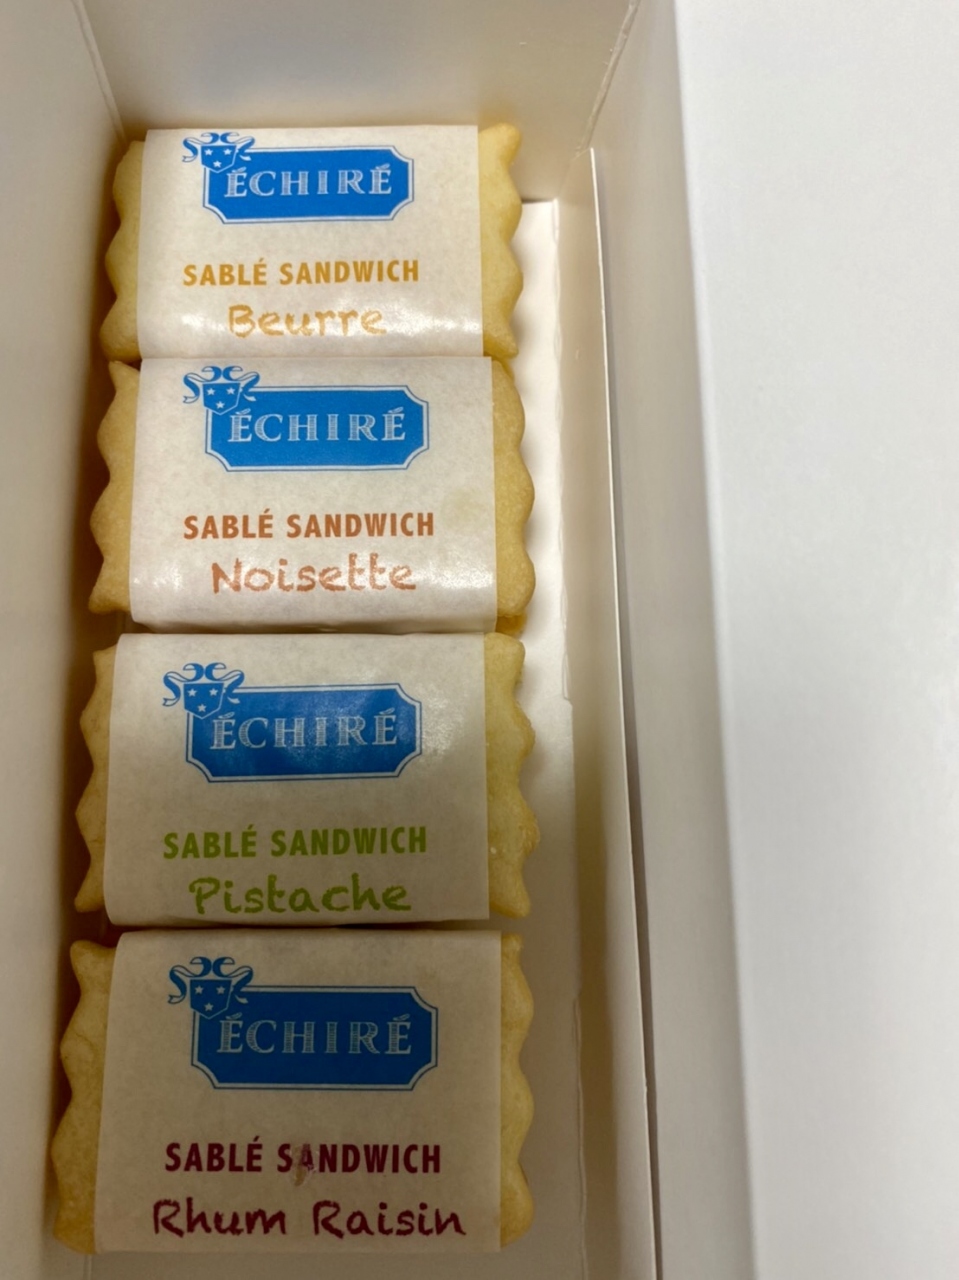 ÉCHIRÉ
SABLÉ SANDWICH
Beurre
ÉCHIRÉ
SABLÉ SANDWICH
Noisette
ÉCHIRÉ
SABLÉ SANDWICH
Pistache
ÉCHIRÉ
SABLÉ SANDWICH
Rhum Raisin